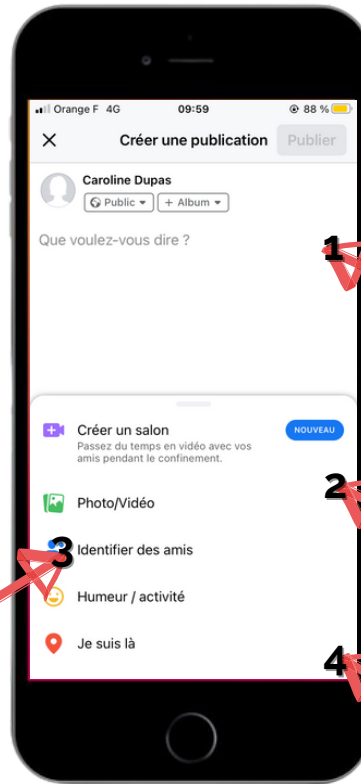 Orange F 4G 09:59 88 %
Créer une publication Publier
Caroline Dupas
Public + Album
Que voulez-vous dire ?
1
Créer un salon NOUVEAU
Passez du temps en vidéo avec vos
amis pendant le confinement.
2
Photo/Vidéo
3
Identifier des amis
Humeur / activité
Je suis là
4